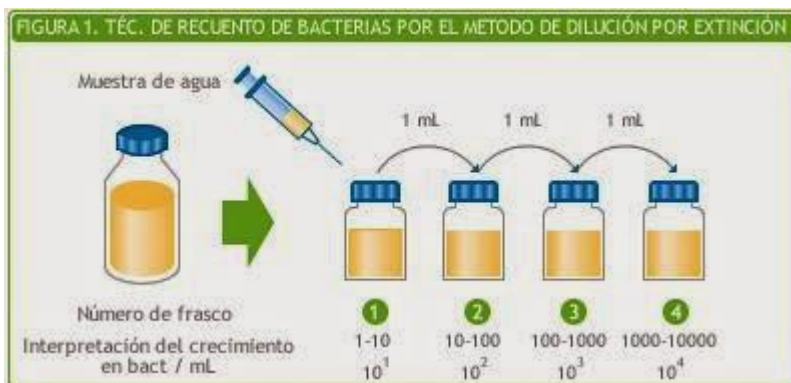 FIGURA 1. TÉC. DE RECUENTO DE BACTERIAS POR EL METODO DE DILUCIÓN POR EXTINCIÓN
Muestra de agua
1 mL 1 mL 1 mL
Número de frasco 1 2 3 4
Interpretación del crecimiento 1-10 10-100 100-1000 1000-10000
en bact / mL 10¹ 10² 10³ 10⁴